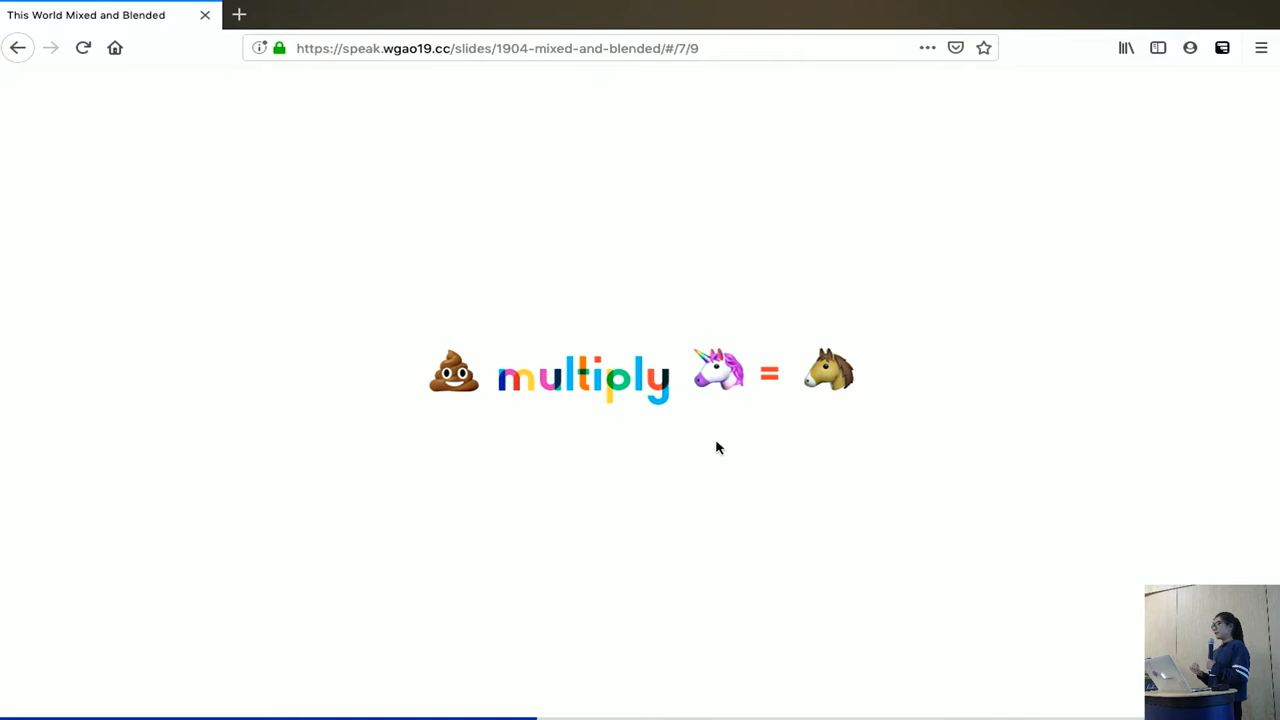 This World Mixed and Blended
https://speak.wgao19.cc/slides/1904-mixed-and-blended/#/7/9
💩 multiply 🦄 = 🐴